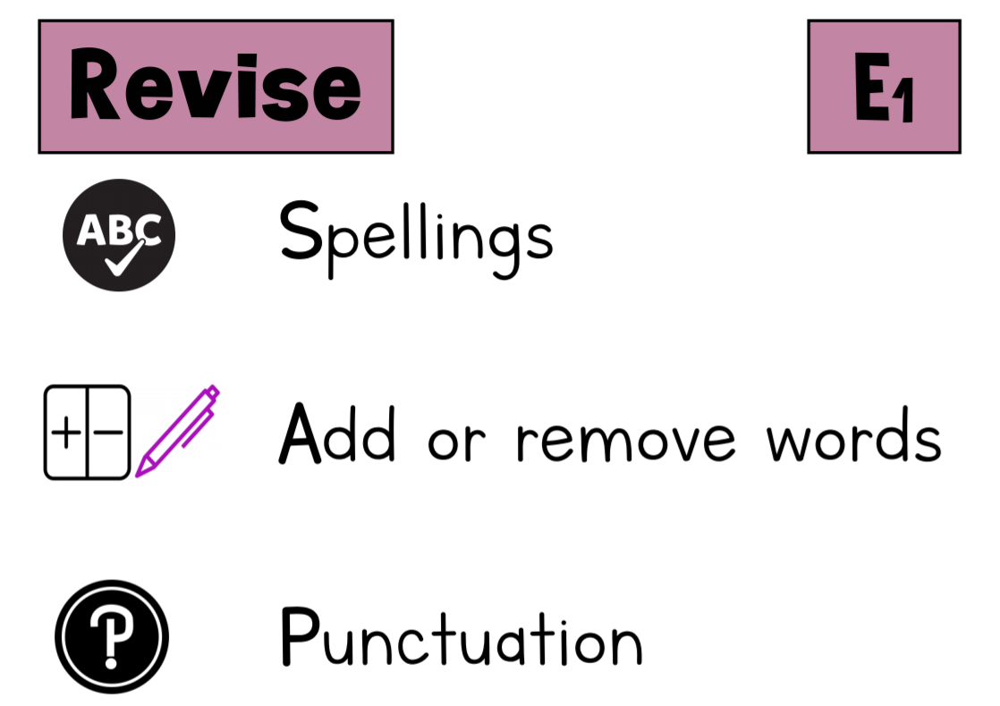 Revise
E1
ABC
Spellings
+ -
Add or remove words
?
Punctuation